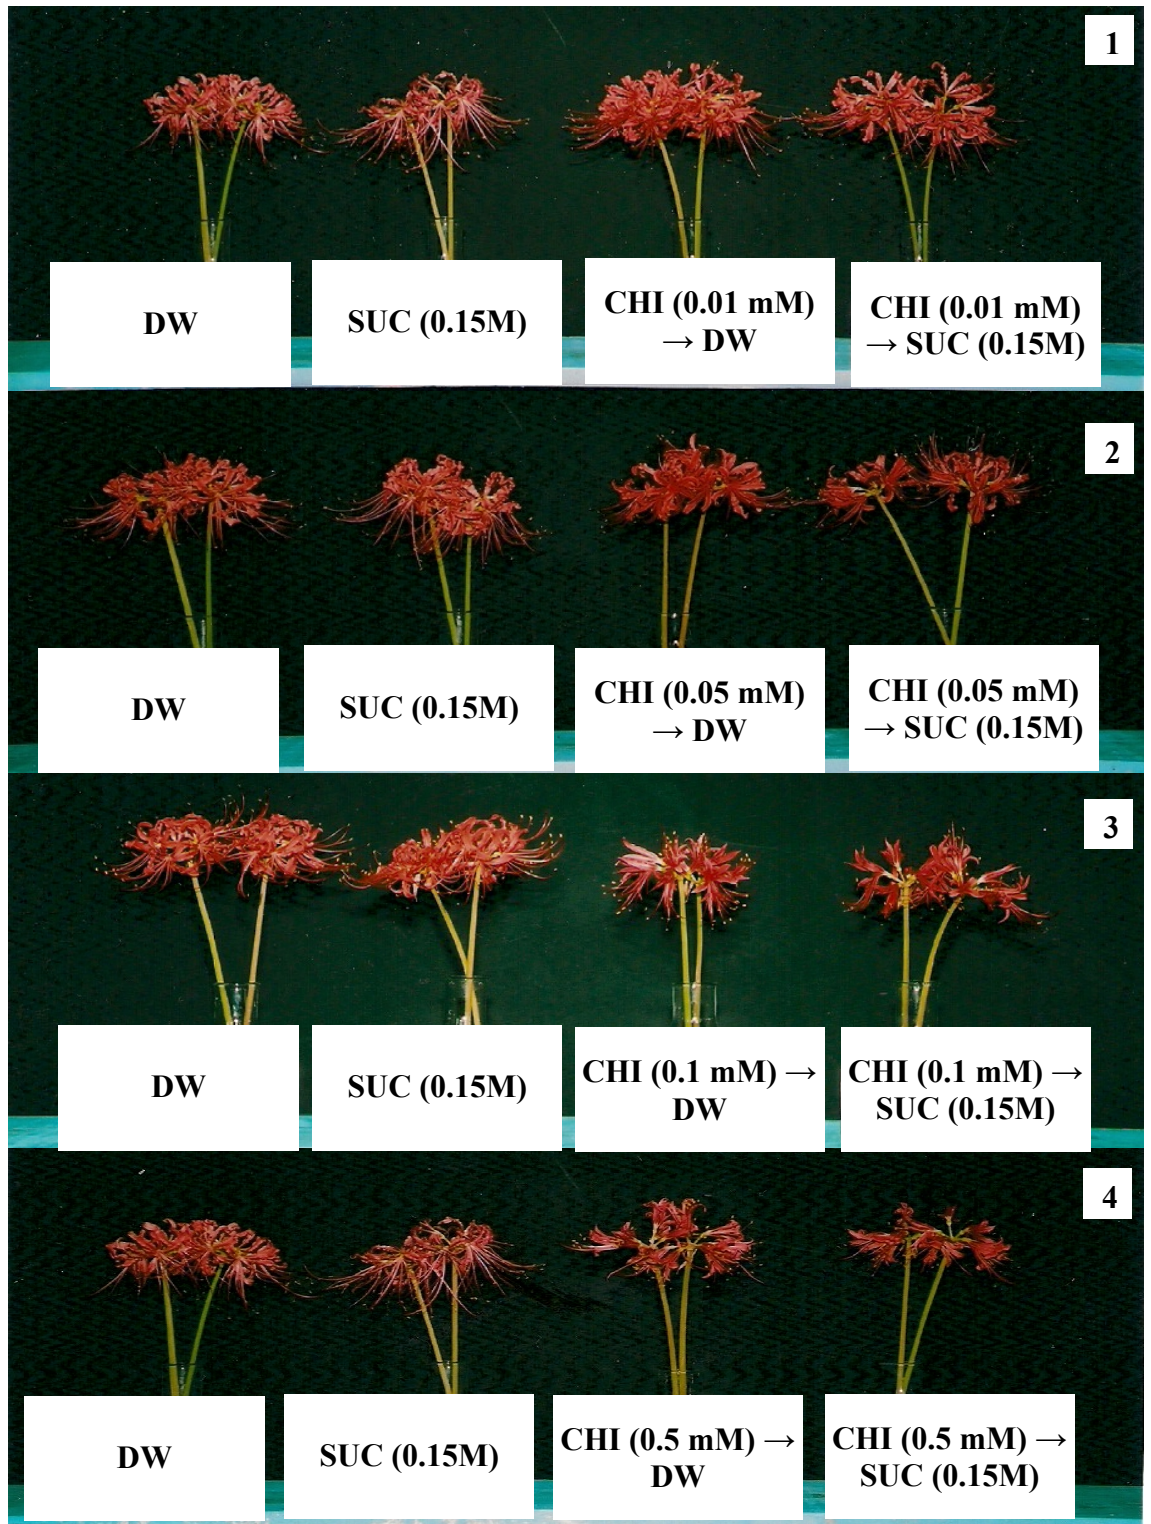 1
DW
SUC (0.15M)
CHI (0.01 mM)
→ DW
CHI (0.01 mM)
→ SUC (0.15M)
2
DW
SUC (0.15M)
CHI (0.05 mM)
→ DW
CHI (0.05 mM)
→ SUC (0.15M)
3
DW
SUC (0.15M)
CHI (0.1 mM) →
DW
CHI (0.1 mM) →
SUC (0.15M)
4
DW
SUC (0.15M)
CHI (0.5 mM) →
DW
CHI (0.5 mM) →
SUC (0.15M)